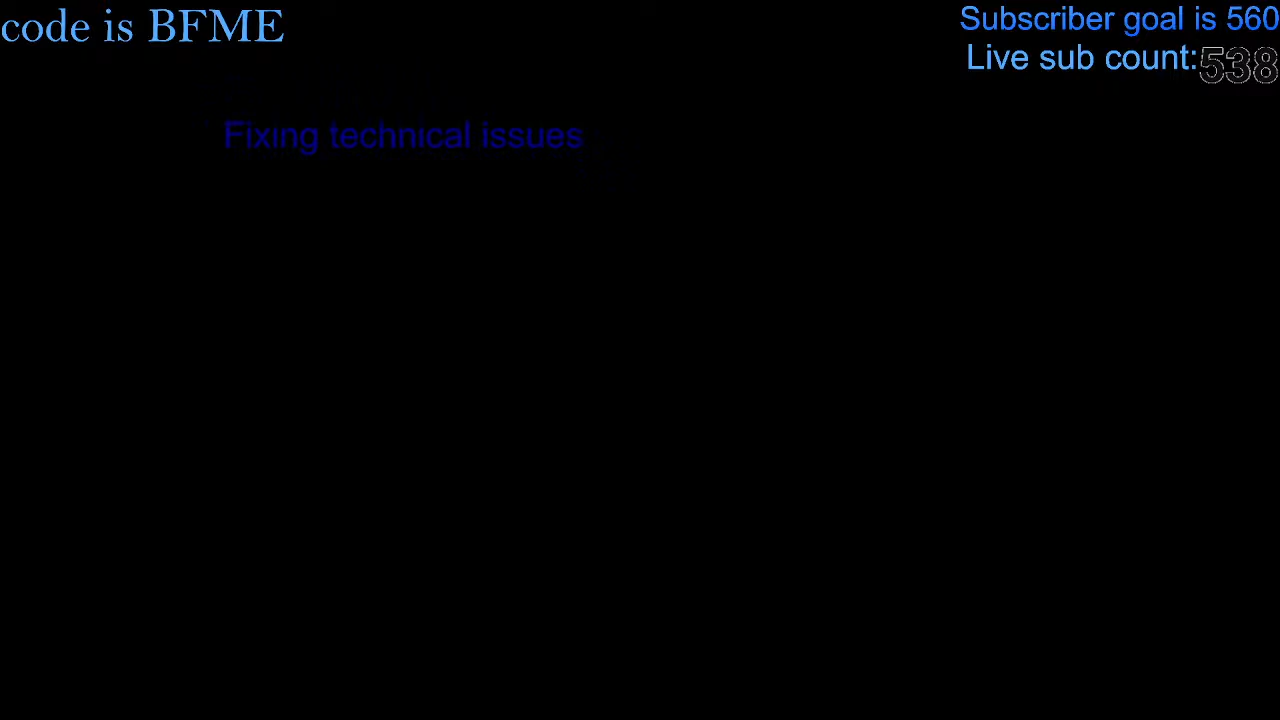 code is BFME
Subscriber goal is 560
Live sub count:538
Fixing technical issues